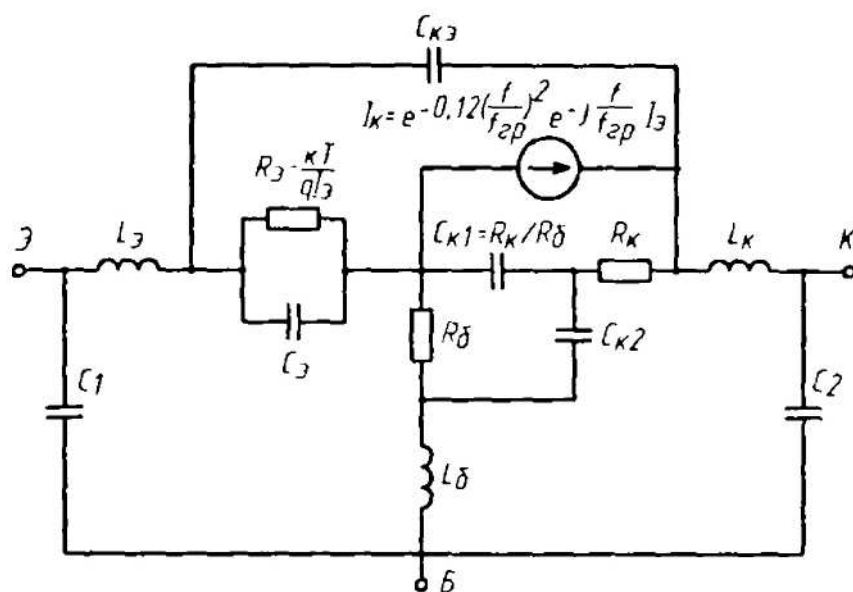 Cкэ
Iк=e^-0,12(f/fгр)^2 e^-j f/fгр Iэ
Rэ-кT/qIэ
Э
Lэ
Cк1=Rк/Rб
Rк
Lк
К
C1
Cэ
Rб
Cк2
C2
Lб
Б